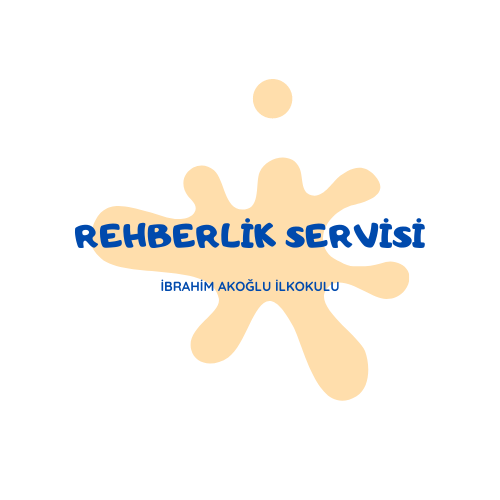 REHBERLİK SERVİSİ
İBRAHİM AKOĞLU İLKOKULU